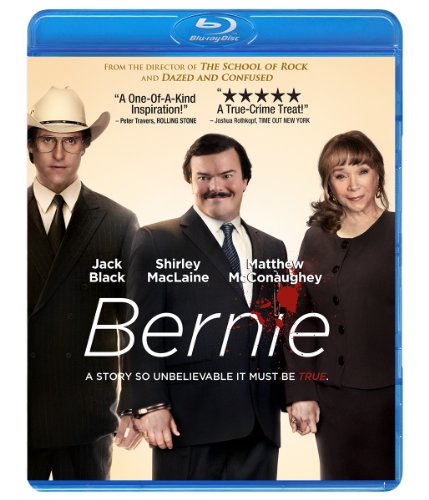 Blu-ray Disc
FROM THE DIRECTOR OF THE SCHOOL OF ROCK
AND DAZED AND CONFUSED
"A One-Of-A-Kind
Inspiration!"
– Peter Travers, ROLLING STONE
"★★★★★
A True-Crime Treat!"
– Joshua Rothkopf, TIME OUT NEW YORK
Jack
Black
Shirley
MacLaine
Matthew
McConaughey
Bernie
A STORY SO UNBELIEVABLE IT MUST BE TRUE.